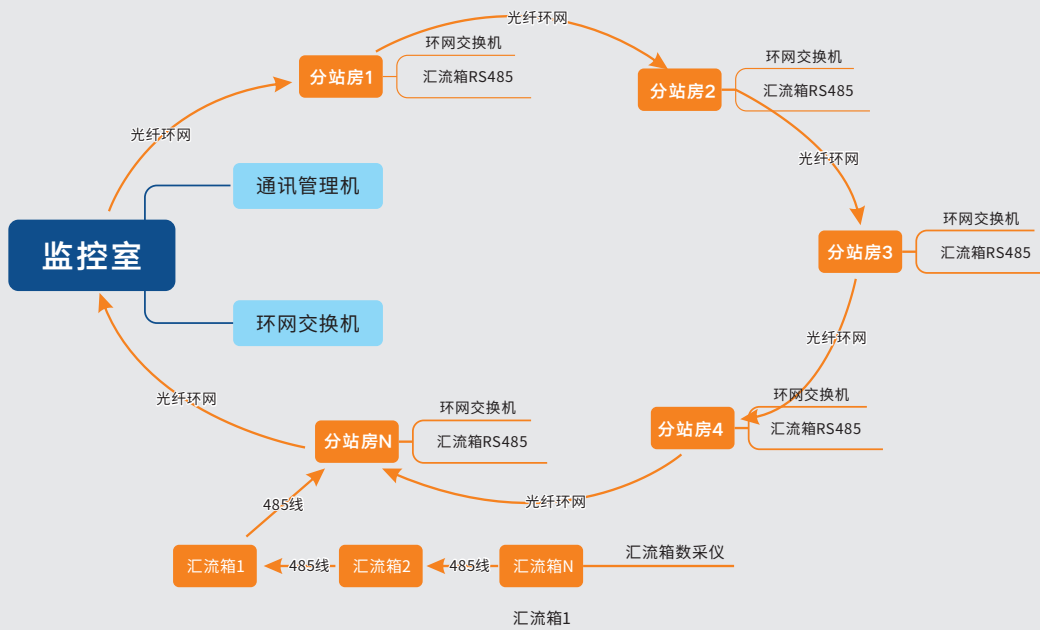 光纤环网
分站房1
环网交换机
汇流箱RS485
分站房2
环网交换机
汇流箱RS485
光纤环网
光纤环网
通讯管理机
监控室
环网交换机
分站房3
环网交换机
汇流箱RS485
光纤环网
光纤环网
分站房N
环网交换机
汇流箱RS485
分站房4
环网交换机
汇流箱RS485
光纤环网
485线
汇流箱1
485线
汇流箱2
485线
汇流箱N
汇流箱数采仪
汇流箱1